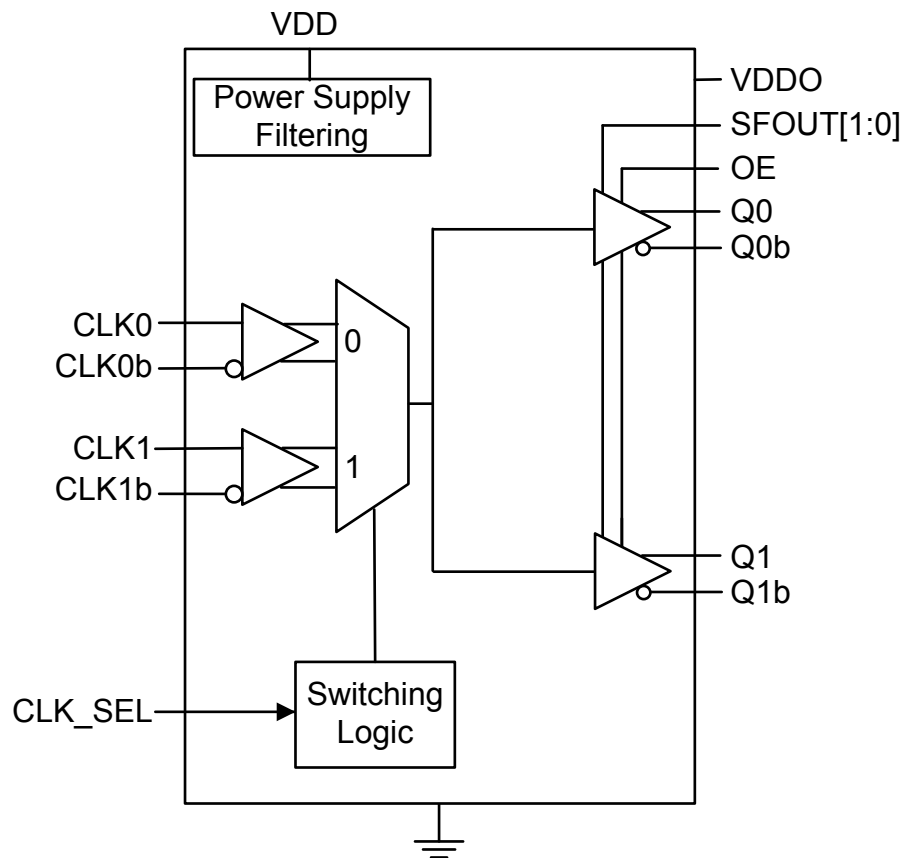 VDD
Power Supply
Filtering
VDDO
SFOUT[1:0]
OE
Q0
Q0b
CLK0
CLK0b
0
CLK1
CLK1b
1
Q1
Q1b
CLK_SEL
Switching
Logic